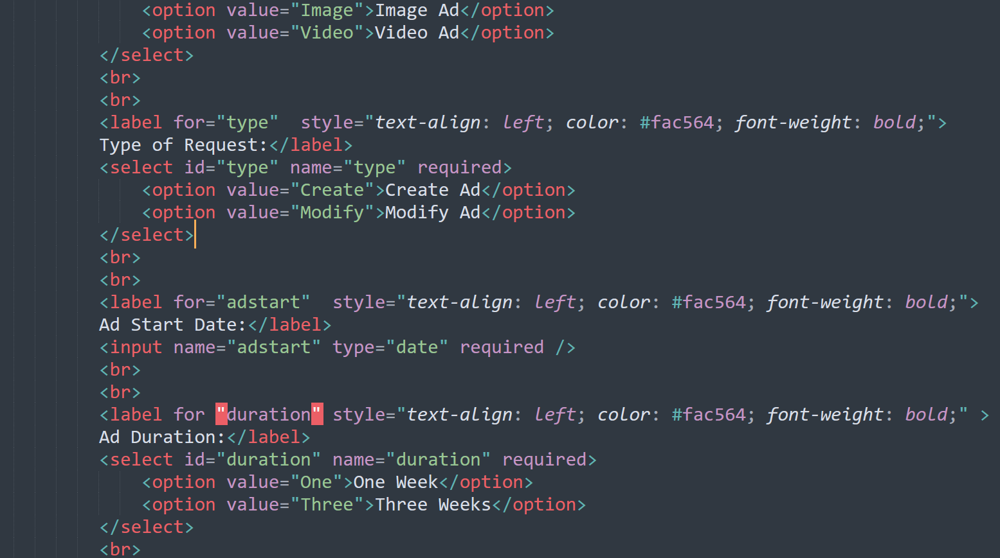 <option value="Image">Image Ad</option>
<option value="Video">Video Ad</option>
</select>
<br>
<br>
<label for="type"  style="text-align: left; color: #fac564; font-weight: bold;">
Type of Request:</label>
<select id="type" name="type" required>
<option value="Create">Create Ad</option>
<option value="Modify">Modify Ad</option>
</select>
<br>
<br>
<label for="adstart"  style="text-align: left; color: #fac564; font-weight: bold;">
Ad Start Date:</label>
<input name="adstart" type="date" required />
<br>
<br>
<label for "duration" style="text-align: left; color: #fac564; font-weight: bold;" >
Ad Duration:</label>
<select id="duration" name="duration" required>
<option value="One">One Week</option>
<option value="Three">Three Weeks</option>
</select>
<br>